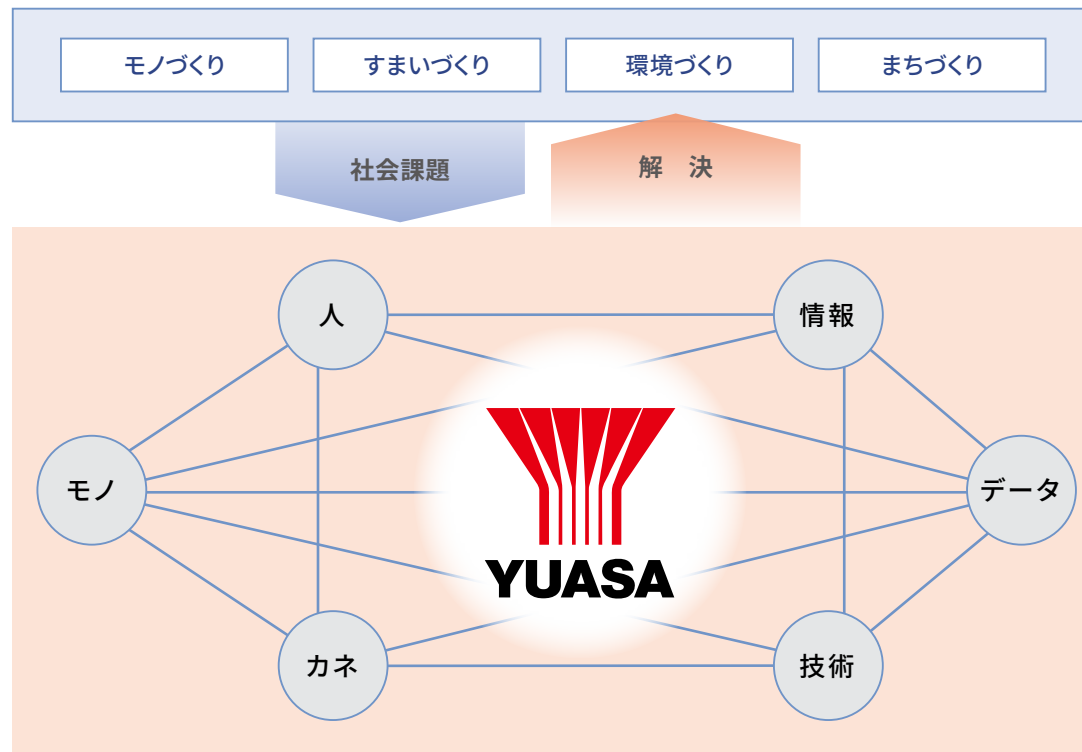 モノづくり
すまいづくり
環境づくり
まちづくり
社会課題
解 決
人
情報
モノ
データ
YUASA
カネ
技術